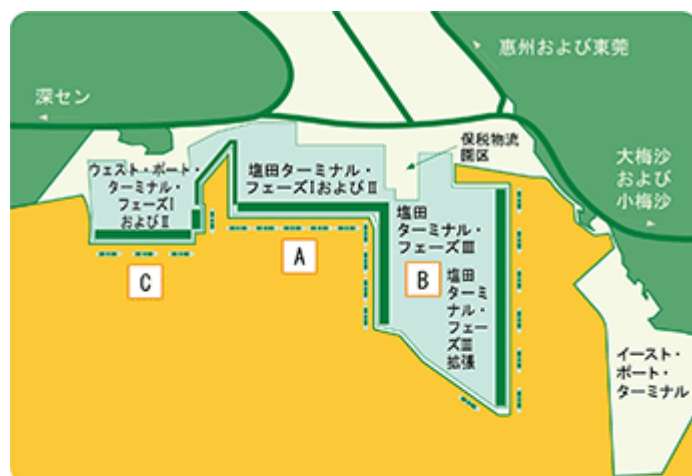 惠州および東莞
深セン
保税物流
園区
大梅沙
および
小梅沙
ウェスト・ポート・
ターミナル・
フェーズⅠ
およびⅡ
塩田ターミナル・
フェーズⅠおよびⅡ
塩田
ターミナル・
フェーズⅢ
A
B
C
塩田
ターミ
ナル・
フェー
ズⅢ
拡張
イースト・
ポート・
ターミナル